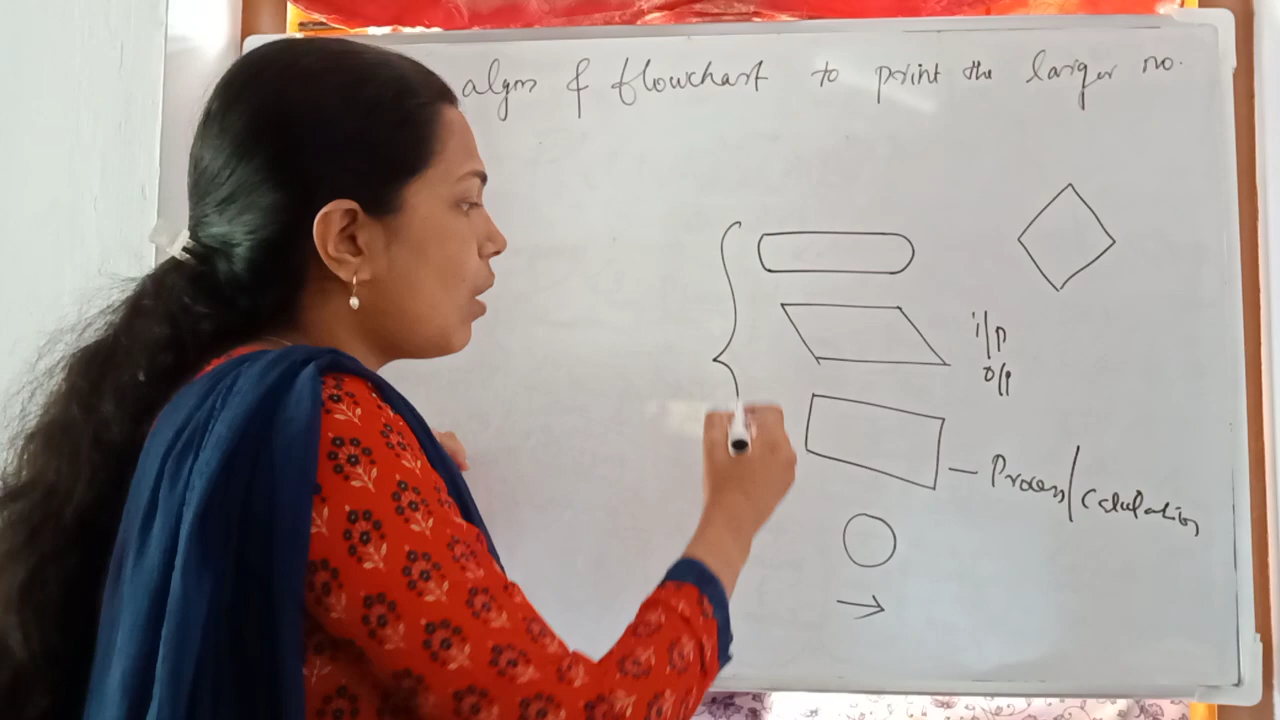 algm & flowchart to print the larger no.
i/p
o/p
Process/calculation